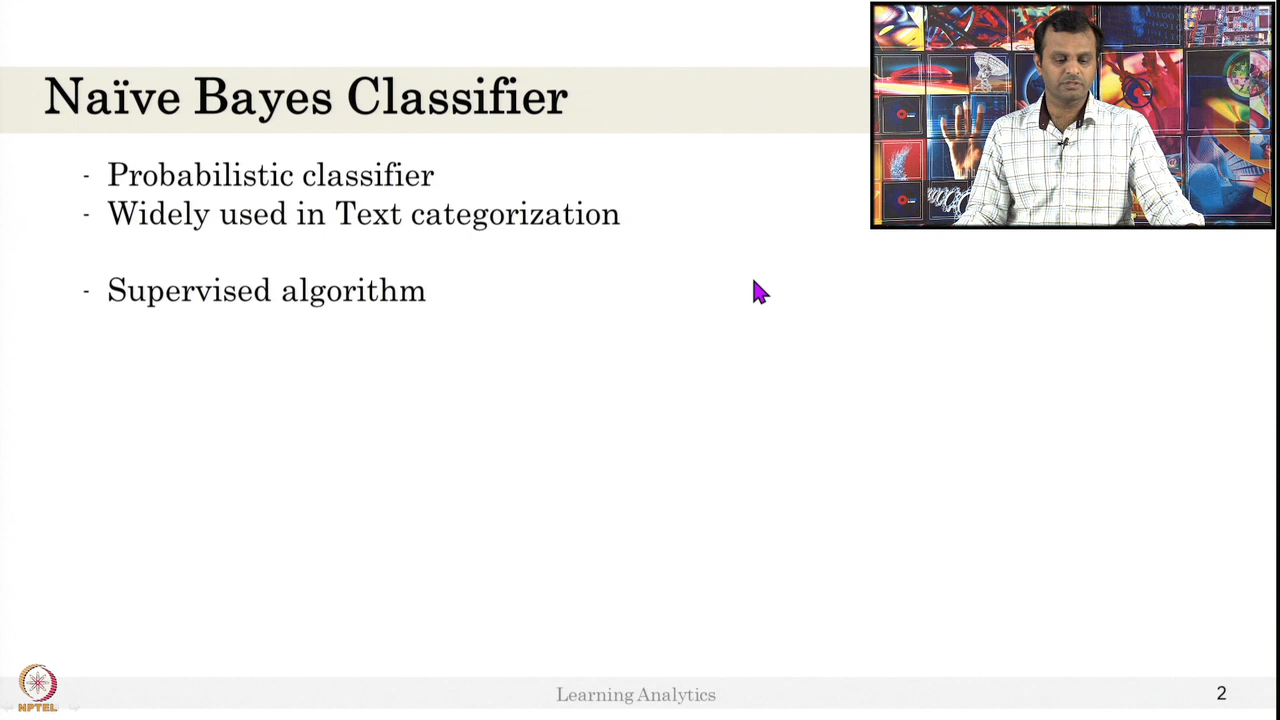 Naïve Bayes Classifier
- Probabilistic classifier
- Widely used in Text categorization
- Supervised algorithm
NPTEL
Learning Analytics
2